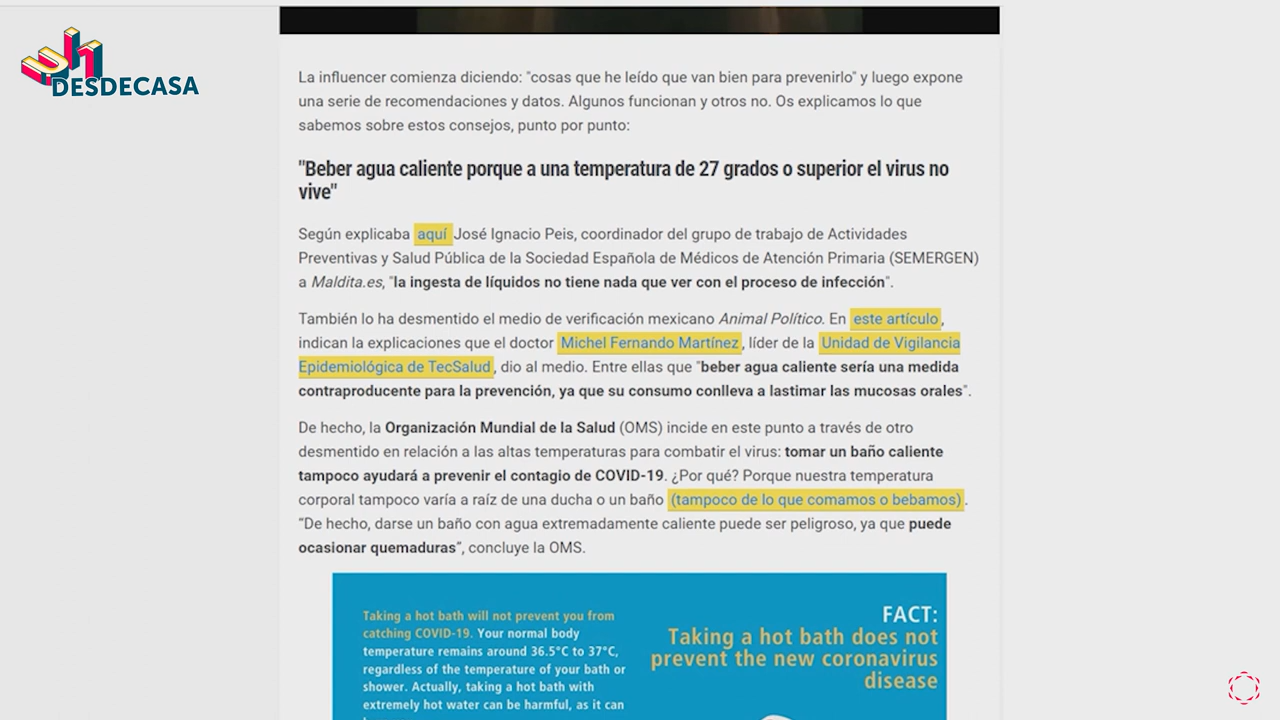 uh
DESDECASA
La influencer comienza diciendo: "cosas que he leído que van bien para prevenirlo" y luego expone
una serie de recomendaciones y datos. Algunos funcionan y otros no. Os explicamos lo que
sabemos sobre estos consejos, punto por punto:
"Beber agua caliente porque a una temperatura de 27 grados o superior el virus no
vive"
Según explicaba aquí José Ignacio Peis, coordinador del grupo de trabajo de Actividades
Preventivas y Salud Pública de la Sociedad Española de Médicos de Atención Primaria (SEMERGEN)
a Maldita.es, "la ingesta de líquidos no tiene nada que ver con el proceso de infección".
También lo ha desmentido el medio de verificación mexicano Animal Político. En este artículo,
indican la explicaciones que el doctor Michel Fernando Martínez, líder de la Unidad de Vigilancia
Epidemiológica de TecSalud, dio al medio. Entre ellas que "beber agua caliente sería una medida
contraproducente para la prevención, ya que su consumo conlleva a lastimar las mucosas orales".
De hecho, la Organización Mundial de la Salud (OMS) incide en este punto a través de otro
desmentido en relación a las altas temperaturas para combatir el virus: tomar un baño caliente
tampoco ayudará a prevenir el contagio de COVID-19. ¿Por qué? Porque nuestra temperatura
corporal tampoco varía a raíz de una ducha o un baño (tampoco de lo que comamos o bebamos).
"De hecho, darse un baño con agua extremadamente caliente puede ser peligroso, ya que puede
ocasionar quemaduras", concluye la OMS.
Taking a hot bath will not prevent you from
catching COVID-19. Your normal body
temperature remains around 36.5°C to 37°C,
regardless of the temperature of your bath or
shower. Actually, taking a hot bath with
extremely hot water can be harmful, as it can
FACT:
Taking a hot bath does not
prevent the new coronavirus
disease